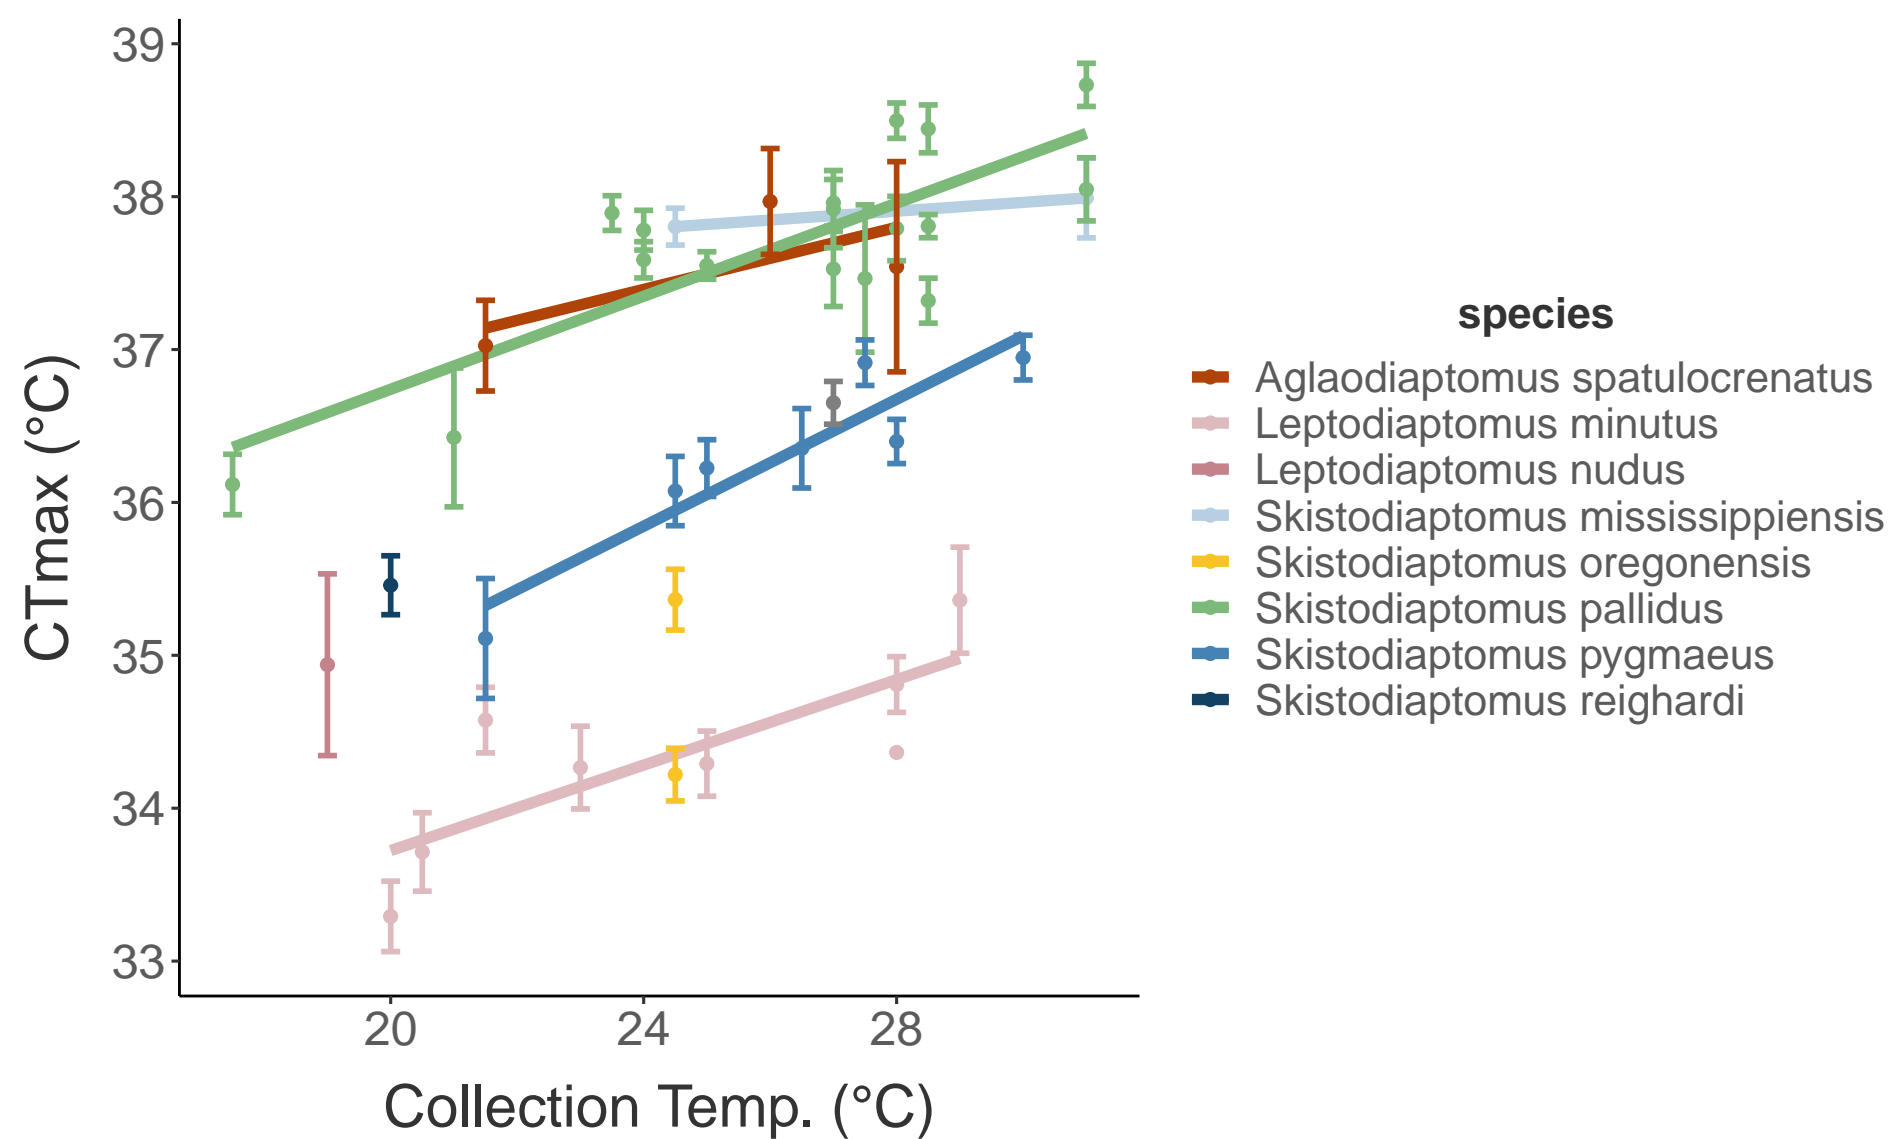 CTmax (°C)
39
38
37
36
35
34
33
20 24 28
Collection Temp. (°C)
species
Aglaodiaptomus spatulocrenatus
Leptodiaptomus minutus
Leptodiaptomus nudus
Skistodiaptomus mississippiensis
Skistodiaptomus oregonensis
Skistodiaptomus pallidus
Skistodiaptomus pygmaeus
Skistodiaptomus reighardi